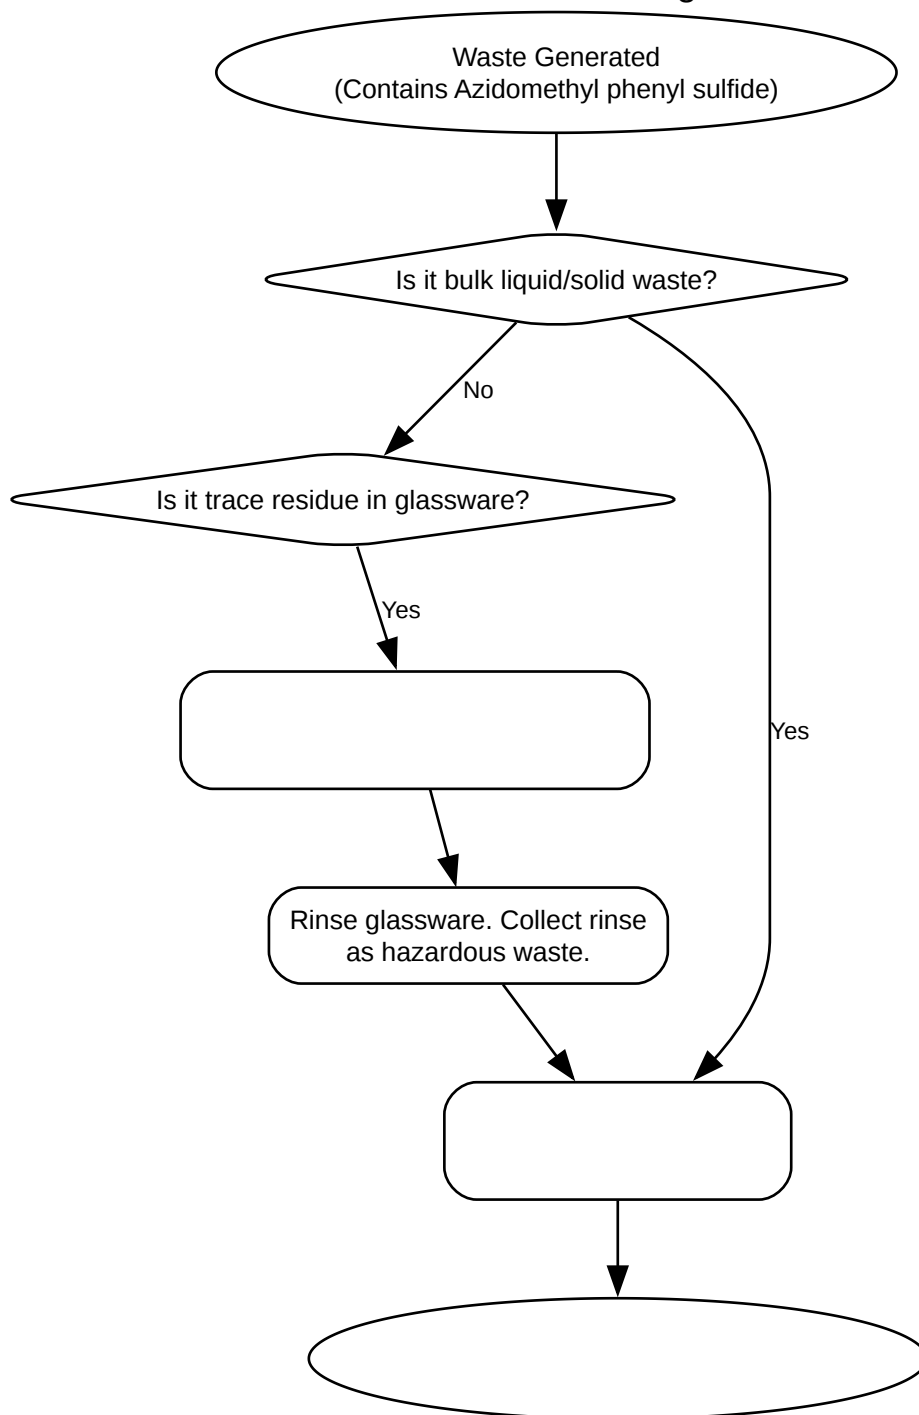 Waste Generated
(Contains Azidomethyl phenyl sulfide)
Is it bulk liquid/solid waste?
No
Is it trace residue in glassware?
Yes
Yes
Rinse glassware. Collect rinse
as hazardous waste.